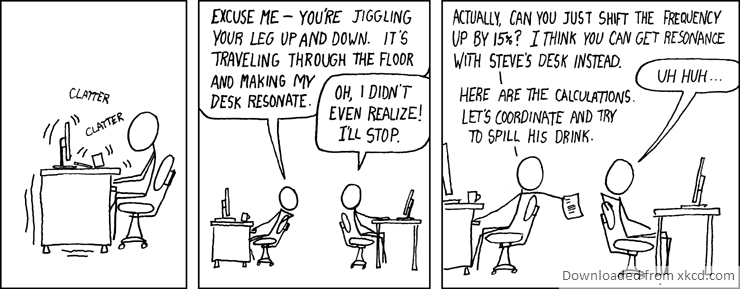 CLATTER
CLATTER
EXCUSE ME – YOU'RE JIGGLING
YOUR LEG UP AND DOWN. IT'S
TRAVELING THROUGH THE FLOOR
AND MAKING MY
DESK RESONATE.
OH, I DIDN'T
EVEN REALIZE!
I'LL STOP.
ACTUALLY, CAN YOU JUST SHIFT THE FREQUENCY
UP BY 15%? I THINK YOU CAN GET RESONANCE
WITH STEVE'S DESK INSTEAD.
HERE ARE THE CALCULATIONS.
LET'S COORDINATE AND TRY
TO SPILL HIS DRINK.
UH HUH...
Downloaded from xkcd.com